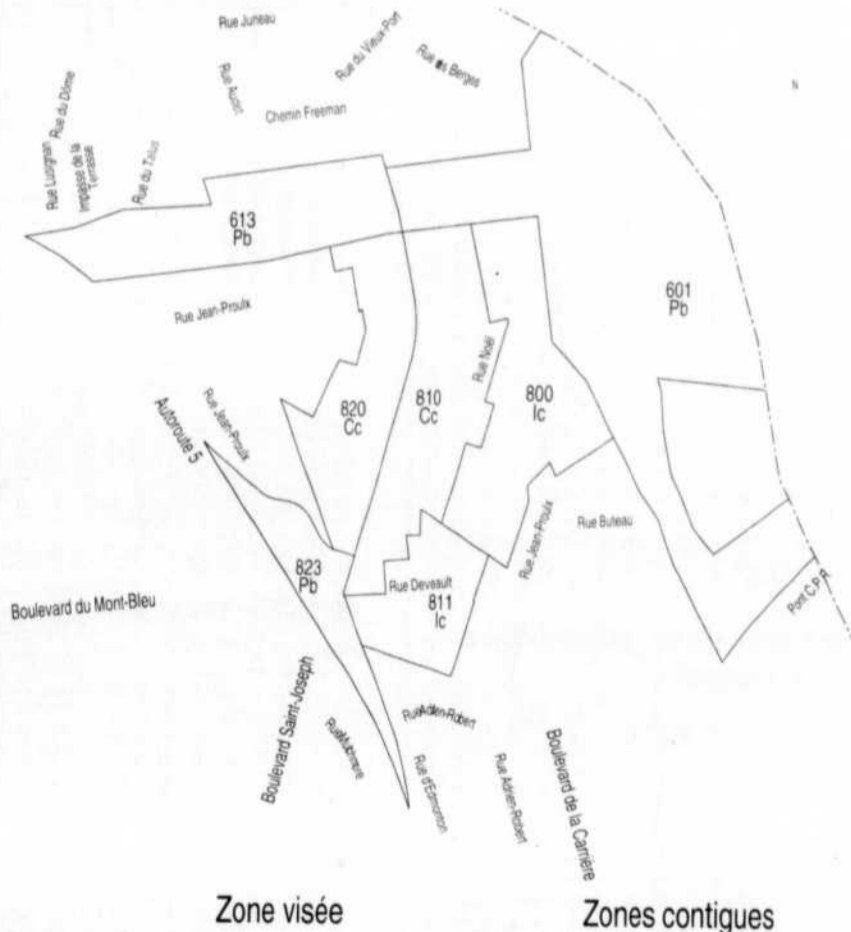 Rue Juneau
Rue du Vieux-Port
Rue des Berges
Rue Audet
Chemin Freeman
N
Rue du Dôme
Rue Lusignan
Impasse de la
Terrasse
Rue du Talus
613
Pb
601
Pb
Rue Jean-Proulx
Rue Noël
820
Cc
810
Cc
800
Ic
Autoroute 5
Rue Jean-Proulx
Rue Jean-Proulx
Rue Buteau
823
Pb
Rue Deveault
811
Ic
Pont C.P.R.
Boulevard du Mont-Bleu
Boulevard Saint-Joseph
Rue Adrien-Robert
Rue d'Edmonton
Rue Adrien-Robert
Boulevard de la Carrière
Zone visée
Zones contigues